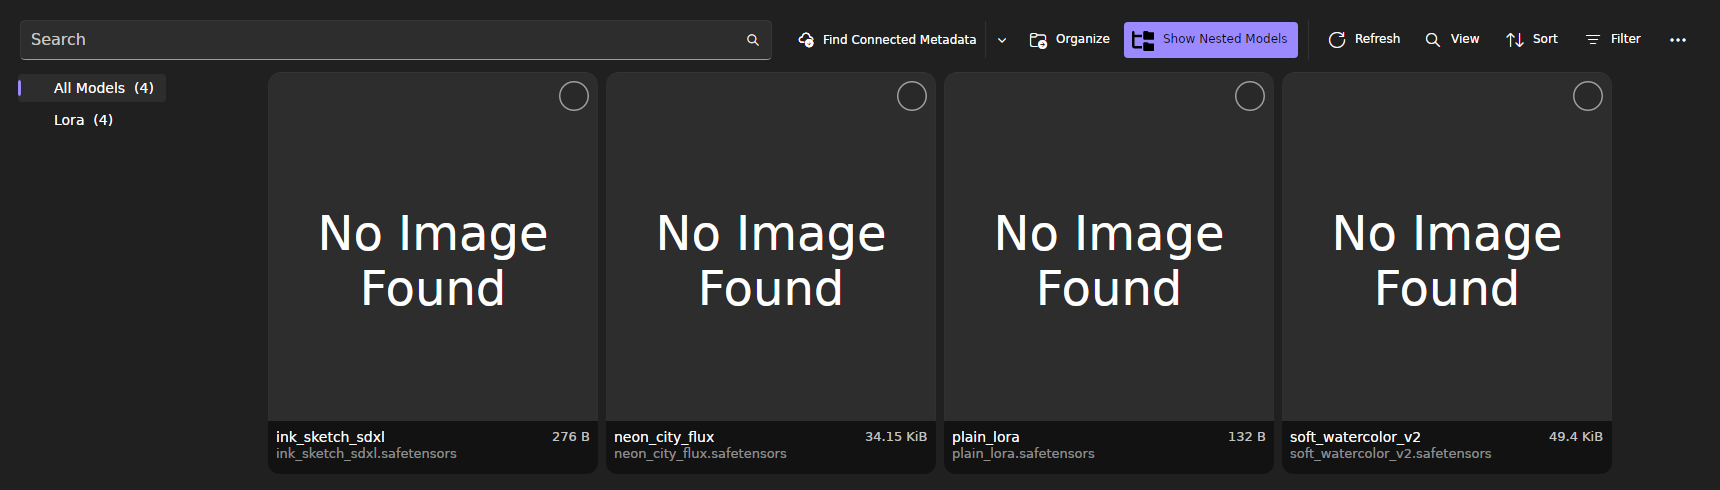 Search
Find Connected Metadata
Organize
Show Nested Models
Refresh
View
Sort
Filter
All Models (4)
Lora (4)
No Image
Found
ink_sketch_sdxl
276 B
ink_sketch_sdxl.safetensors
No Image
Found
neon_city_flux
34.15 KiB
neon_city_flux.safetensors
No Image
Found
plain_lora
132 B
plain_lora.safetensors
No Image
Found
soft_watercolor_v2
49.4 KiB
soft_watercolor_v2.safetensors